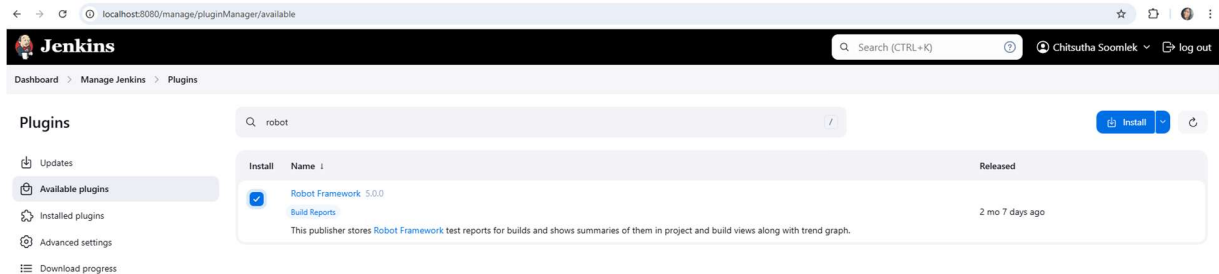 localhost:8080/manage/pluginManager/available
Jenkins
Search (CTRL+K)
?
Chitsutha Soomlek
log out
Dashboard > Manage Jenkins > Plugins
Plugins
robot
/
Install
Updates
Available plugins
Installed plugins
Advanced settings
Download progress
Install Name ↓ Released
Robot Framework 5.0.0
Build Reports
2 mo 7 days ago
This publisher stores Robot Framework test reports for builds and shows summaries of them in project and build views along with trend graph.